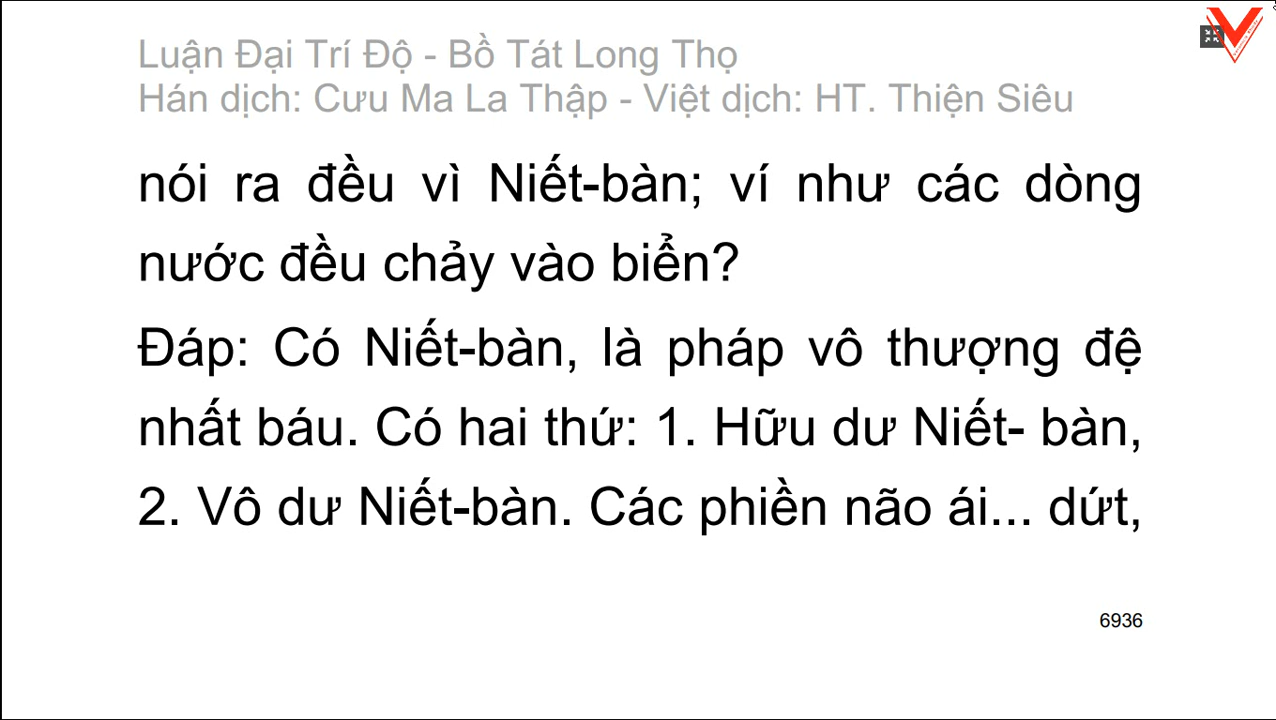 Luận Đại Trí Độ - Bồ Tát Long Thọ
Hán dịch: Cưu Ma La Thập - Việt dịch: HT. Thiện Siêu
nói ra đều vì Niết-bàn; ví như các dòng
nước đều chảy vào biển?
Đáp: Có Niết-bàn, là pháp vô thượng đệ
nhất báu. Có hai thứ: 1. Hữu dư Niết- bàn,
2. Vô dư Niết-bàn. Các phiền não ái... dứt,
6936